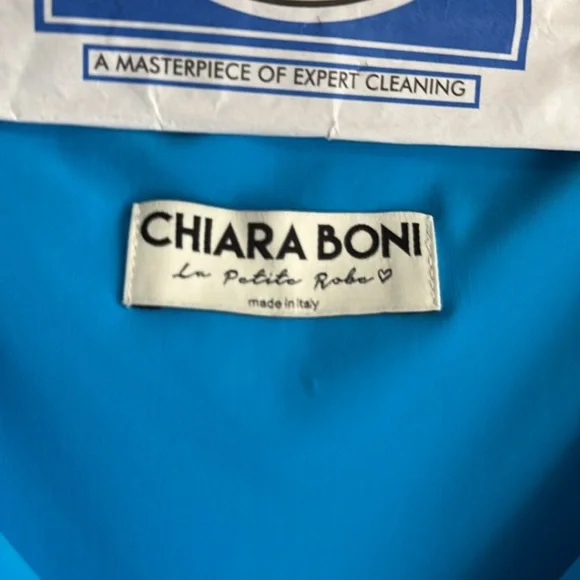 A MASTERPIECE OF EXPERT CLEANING
CHIARA BONI
La Petite Robe♡
made in Italy